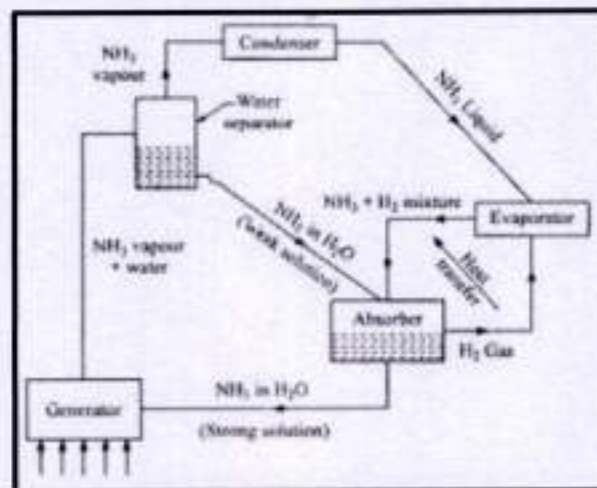 NH₃
vapour
Condenser
Water
separator
NH₃ Liquid
NH₃ in H₂O
(weak solution)
NH₃ + H₂ mixture
Evaporator
Heat
transfer
NH₃ vapour
+ water
Absorber
H₂ Gas
Generator
NH₃ in H₂O
(Strong solution)